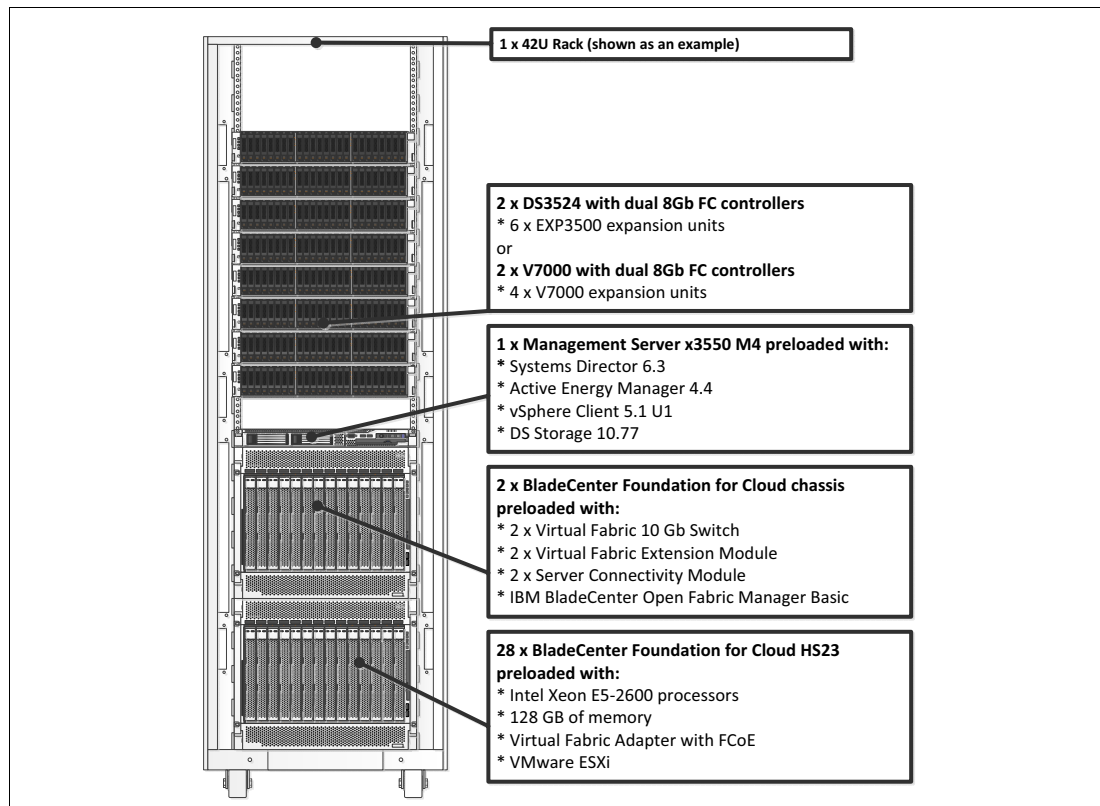 1 x 42U Rack (shown as an example)
2 x DS3524 with dual 8Gb FC controllers
* 6 x EXP3500 expansion units
or
2 x V7000 with dual 8Gb FC controllers
* 4 x V7000 expansion units
1 x Management Server x3550 M4 preloaded with:
* Systems Director 6.3
* Active Energy Manager 4.4
* vSphere Client 5.1 U1
* DS Storage 10.77
2 x BladeCenter Foundation for Cloud chassis
preloaded with:
* 2 x Virtual Fabric 10 Gb Switch
* 2 x Virtual Fabric Extension Module
* 2 x Server Connectivity Module
* IBM BladeCenter Open Fabric Manager Basic
28 x BladeCenter Foundation for Cloud HS23
preloaded with:
* Intel Xeon E5-2600 processors
* 128 GB of memory
* Virtual Fabric Adapter with FCoE
* VMware ESXi